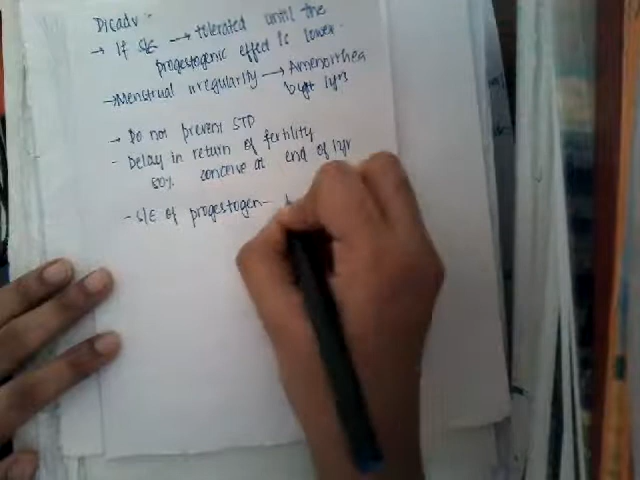 Disadv -
→ If S/E → tolerated until the
progestogenic effect is lower.
→ Menstrual irregularity → Amenorrhea
by 1 yrs
→ Do not prevent STD
- Delay in return of fertility
50% conceive at end of 1yr
- S/E of progestogen -